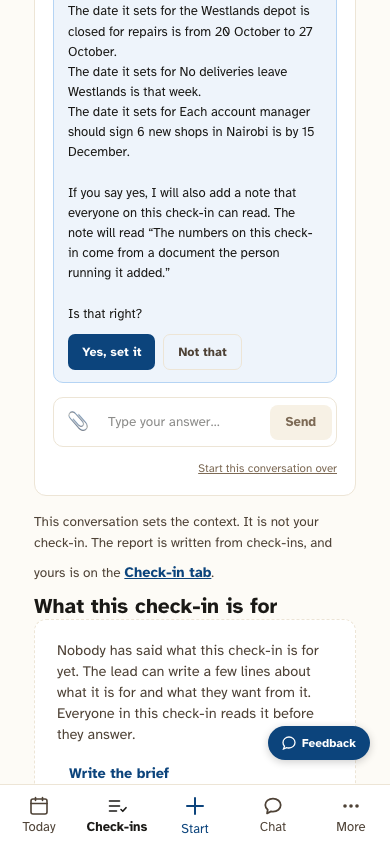 The date it sets for the Westlands depot is
closed for repairs is from 20 October to 27
October.
The date it sets for No deliveries leave
Westlands is that week.
The date it sets for Each account manager
should sign 6 new shops in Nairobi is by 15
December.
If you say yes, I will also add a note that
everyone on this check-in can read. The
note will read “The numbers on this check-
in come from a document the person
running it added.”
Is that right?
Yes, set it
Not that
Type your answer...
Send
Start this conversation over
This conversation sets the context. It is not your
check-in. The report is written from check-ins, and
yours is on the Check-in tab.
What this check-in is for
Nobody has said what this check-in is for
yet. The lead can write a few lines about
what it is for and what they want from it.
Everyone in this check-in reads it before
they answer.
Feedback
Write the brief
Today
Check-ins
Start
Chat
More